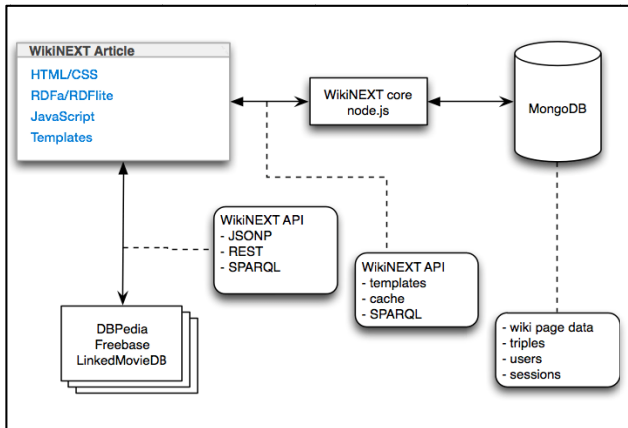 WikiNEXT Article
HTML/CSS
RDFa/RDFlite
JavaScript
Templates
WikiNEXT core
node.js
MongoDB
WikiNEXT API
- JSONP
- REST
- SPARQL
WikiNEXT API
- templates
- cache
- SPARQL
DBPedia
Freebase
LinkedMovieDB
- wiki page data
- triples
- users
- sessions